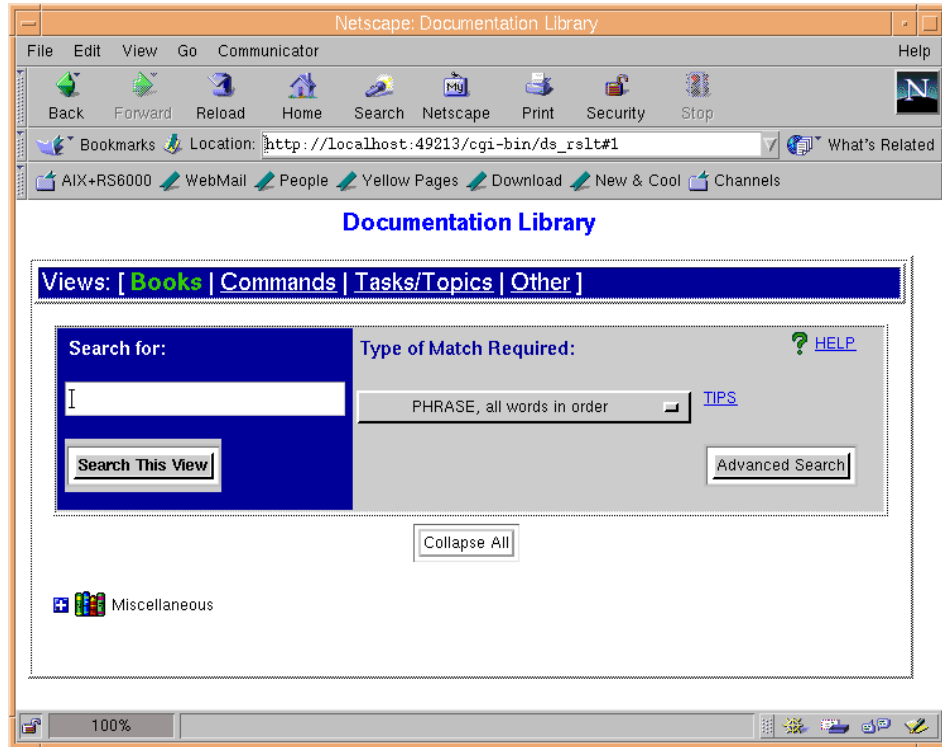 Netscape: Documentation Library
File Edit View Go Communicator Help
Back Forward Reload Home Search Netscape Print Security Stop
My
N
Bookmarks Location: http://localhost:49213/cgi-bin/ds_rslt#1 What's Related
AIX+RS6000 WebMail People Yellow Pages Download New & Cool Channels
Documentation Library
Views: [ Books | Commands | Tasks/Topics | Other ]
Search for: Type of Match Required: ? HELP
PHRASE, all words in order TIPS
Search This View Advanced Search
Collapse All
Miscellaneous
100%